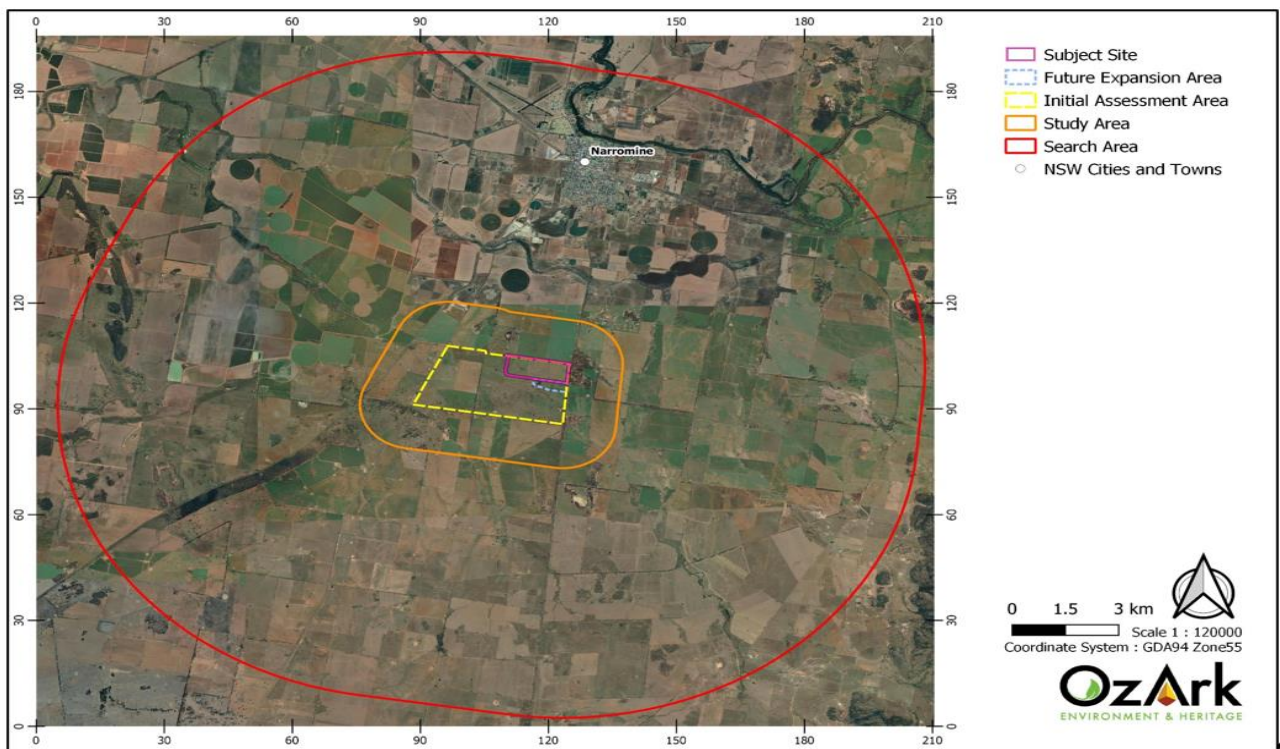 0 30 60 90 120 150 180 210
180 180
150 150
120 120
90 90
60 60
30 30
0 0
0 30 60 90 120 150 180 210
Narromine
Subject Site
Future Expansion Area
Initial Assessment Area
Study Area
Search Area
NSW Cities and Towns
0 1.5 3 km
Scale 1 : 120000
Coordinate System : GDA94 Zone55
OzArk
ENVIRONMENT & HERITAGE